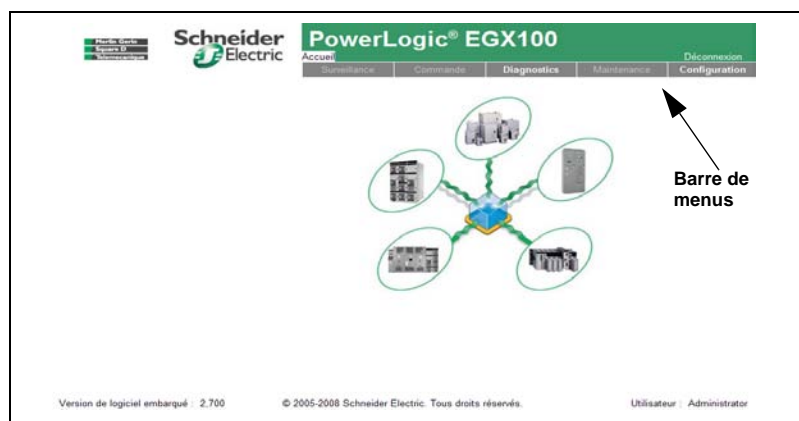 Merlin Gerin
Square D
Telemecanique
Schneider Electric
PowerLogic® EGX100
Accueil
Déconnexion
Surveillance Commande Diagnostics Maintenance Configuration
Barre de menus
Version de logiciel embarqué : 2,700 © 2005-2008 Schneider Electric. Tous droits réservés. Utilisateur : Administrator